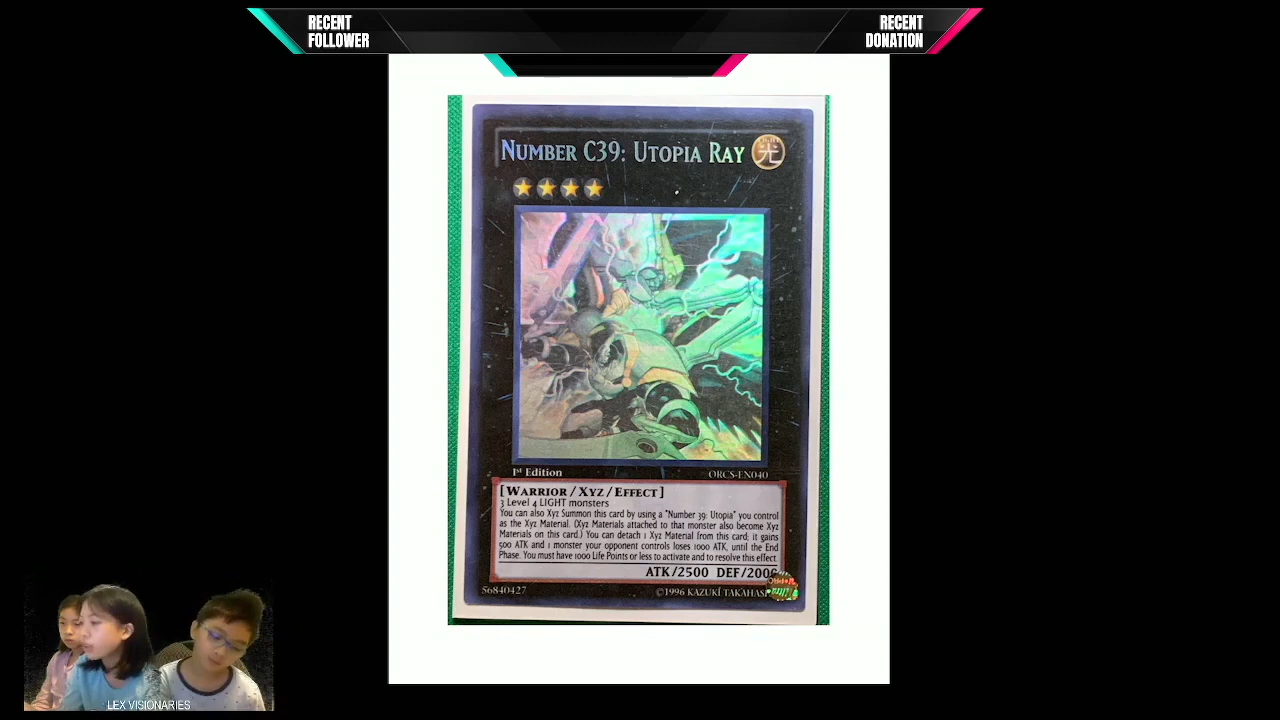 RECENT
FOLLOWER
RECENT
DONATION
NUMBER C39: UTOPIA RAY
光
1st Edition
ORCS-EN040
[WARRIOR/XYZ/EFFECT]
3 Level 4 LIGHT monsters
You can also Xyz Summon this card by using a "Number 39: Utopia" you control
as the Xyz Material. (Xyz Materials attached to that monster also become Xyz
Materials on this card.) You can detach 1 Xyz Material from this card; it gains
500 ATK and 1 monster your opponent controls loses 1000 ATK, until the End
Phase. You must have 1000 Life Points or less to activate and to resolve this effect.
ATK/2500 DEF/2000
56840427
©1996 KAZUKI
LEX VISIONARIES